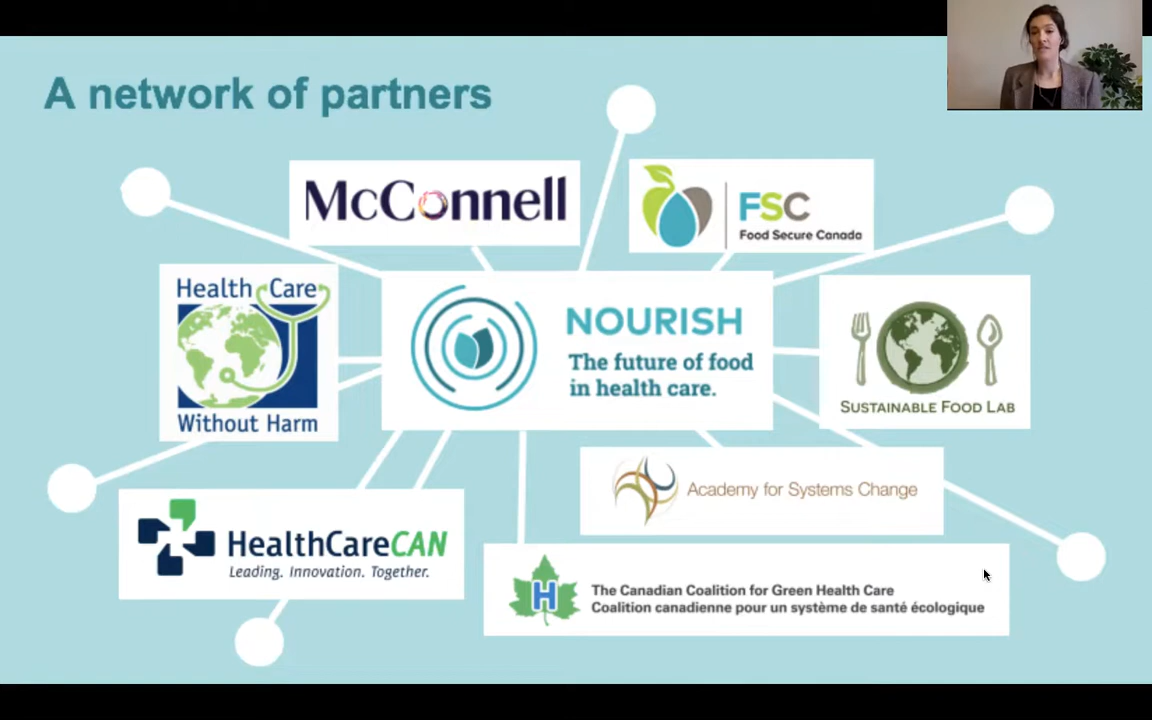 A network of partners
McConnell
FSC
Food Secure Canada
Health Care
Without Harm
NOURISH
The future of food
in health care.
SUSTAINABLE FOOD LAB
Academy for Systems Change
HealthCareCAN
Leading. Innovation. Together.
H
The Canadian Coalition for Green Health Care
Coalition canadienne pour un système de santé écologique